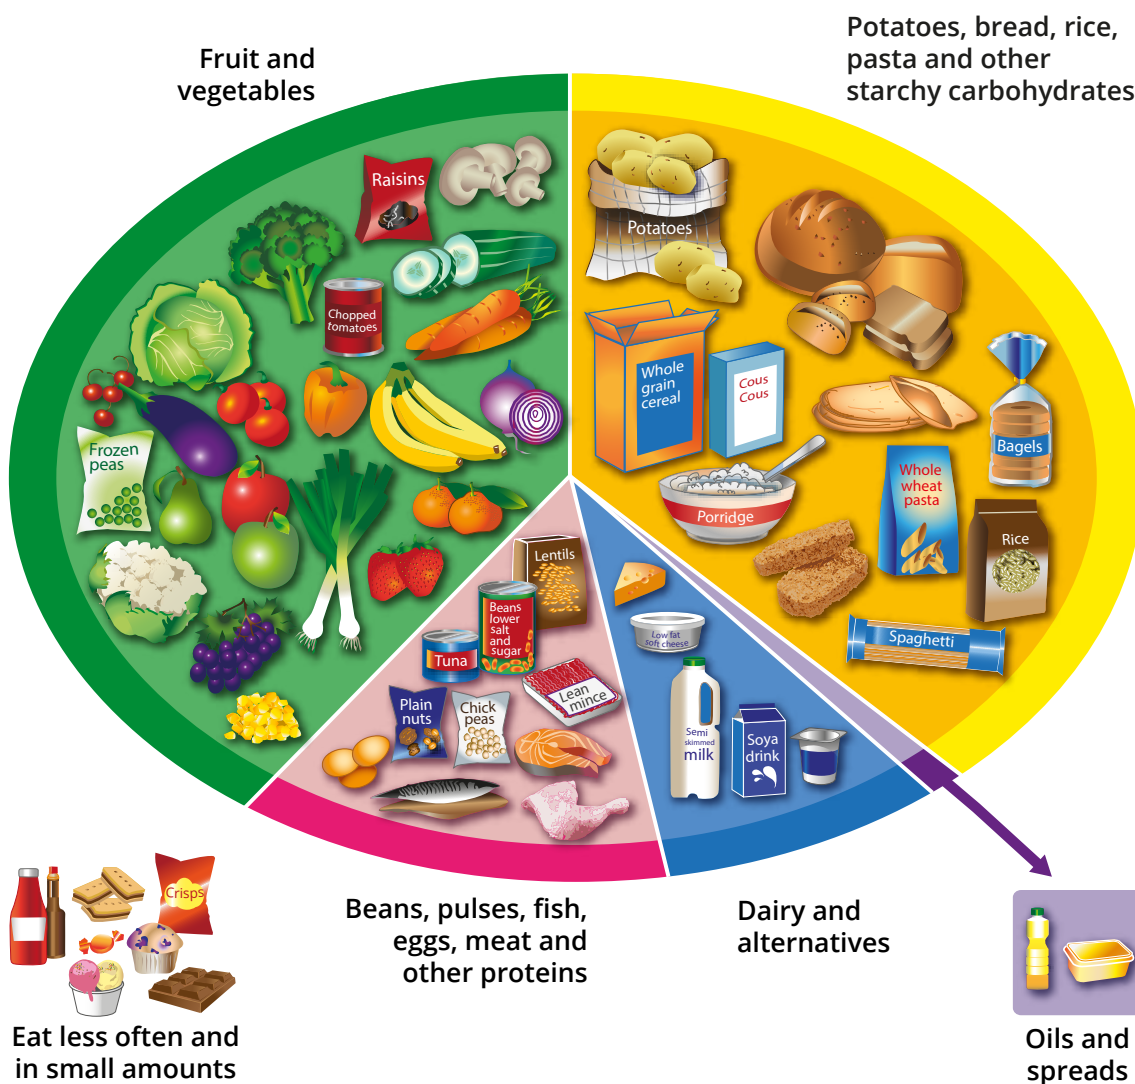 Potatoes, bread, rice,
pasta and other
starchy carbohydrates
Fruit and
vegetables
Raisins
Potatoes
Chopped
tomatoes
Whole
grain
cereal
Cous
Cous
Frozen
peas
Bagels
Whole
wheat
pasta
Porridge
Rice
Lentils
Beans
lower
salt
and
sugar
Spaghetti
Low fat
soft cheese
Tuna
Lean
mince
Plain
nuts
Chick
peas
Semi
skimmed
milk
Soya
drink
Crisps
Beans, pulses, fish,
eggs, meat and
other proteins
Dairy and
alternatives
Eat less often and
in small amounts
Oils and
spreads